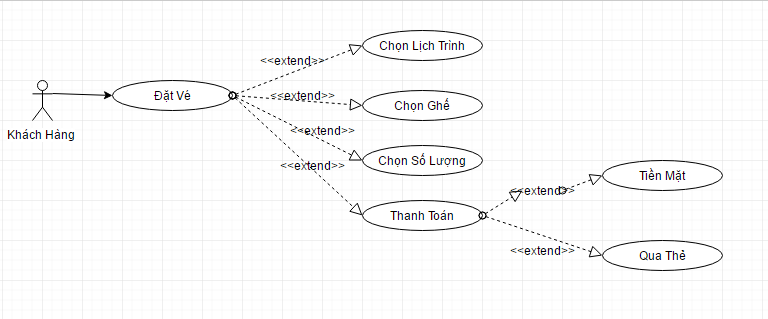 Chọn Lịch Trình
<<extend>>
Đặt Vé
<<extend>>
Chọn Ghế
Khách Hàng
<<extend>>
Chọn Số Lượng
<<extend>>
Tiền Mặt
<<extend>>
Thanh Toán
<<extend>>
Qua Thẻ